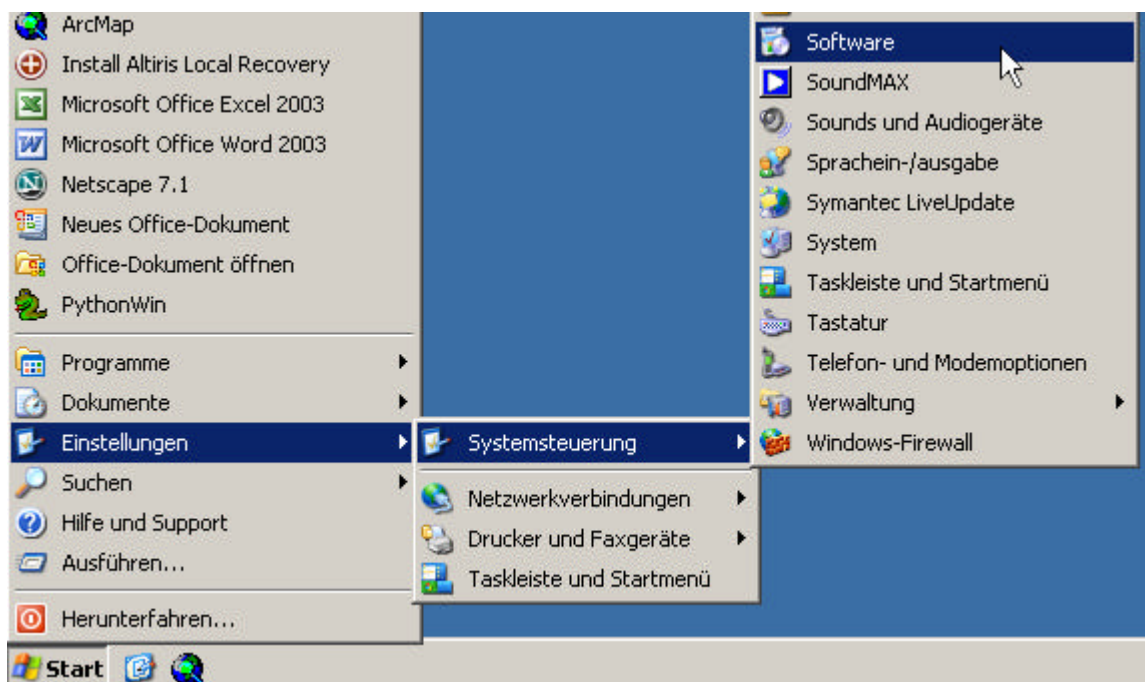 ArcMap
Install Altiris Local Recovery
Microsoft Office Excel 2003
Microsoft Office Word 2003
Netscape 7.1
Neues Office-Dokument
Office-Dokument öffnen
PythonWin
Programme
Dokumente
Einstellungen
Suchen
Hilfe und Support
Ausführen...
Herunterfahren...
Start
Systemsteuerung
Netzwerkverbindungen
Drucker und Faxgeräte
Taskleiste und Startmenü
Software
SoundMAX
Sounds und Audiogeräte
Sprachein-/ausgabe
Symantec LiveUpdate
System
Taskleiste und Startmenü
Tastatur
Telefon- und Modemoptionen
Verwaltung
Windows-Firewall